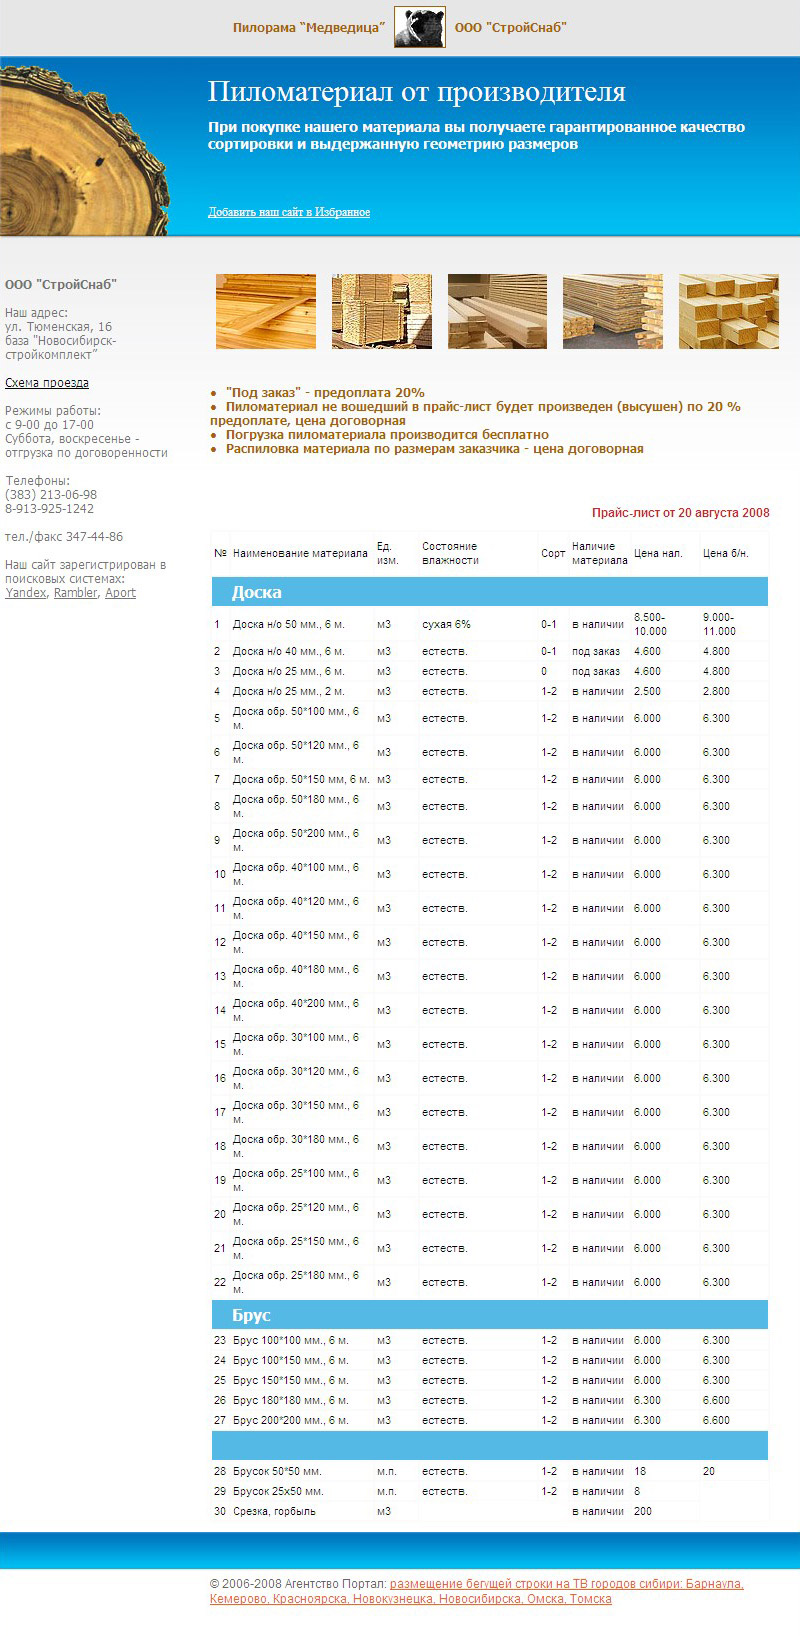 Пилорама “Медведица” ООО "СтройСнаб"
Пиломатериал от производителя
При покупке нашего материала вы получаете гарантированное качество
сортировки и выдержанную геометрию размеров
Добавить наш сайт в Избранное
ООО "СтройСнаб"
Наш адрес:
ул. Тюменская, 16
база "Новосибирск-
стройкомплект”
Схема проезда
Режимы работы:
с 9-00 до 17-00
Суббота, воскресенье -
отгрузка по договоренности
Телефоны:
(383) 213-06-98
8-913-925-1242
тел./факс 347-44-86
Наш сайт зарегистрирован в
поисковых системах:
Yandex, Rambler, Aport
● "Под заказ" - предоплата 20%
● Пиломатериал не вошедший в прайс-лист будет произведен (высушен) по 20 %
предоплате, цена договорная
● Погрузка пиломатериала производится бесплатно
● Распиловка материала по размерам заказчика - цена договорная
Прайс-лист от 20 августа 2008
№ Наименование материала Ед. изм. Состояние влажности Сорт Наличие материала Цена нал. Цена б/н.
Доска
1 Доска н/о 50 мм., 6 м. м3 сухая 6% 0-1 в наличии 8.500-10.000 9.000-11.000
2 Доска н/о 40 мм., 6 м. м3 естеств. 0-1 под заказ 4.600 4.800
3 Доска н/о 25 мм., 6 м. м3 естеств. 0 под заказ 4.600 4.800
4 Доска н/о 25 мм., 2 м. м3 естеств. 1-2 в наличии 2.500 2.800
5 Доска обр. 50*100 мм., 6 м. м3 естеств. 1-2 в наличии 6.000 6.300
6 Доска обр. 50*120 мм., 6 м. м3 естеств. 1-2 в наличии 6.000 6.300
7 Доска обр. 50*150 мм, 6 м. м3 естеств. 1-2 в наличии 6.000 6.300
8 Доска обр. 50*180 мм., 6 м. м3 естеств. 1-2 в наличии 6.000 6.300
9 Доска обр. 50*200 мм., 6 м. м3 естеств. 1-2 в наличии 6.000 6.300
10 Доска обр. 40*100 мм., 6 м. м3 естеств. 1-2 в наличии 6.000 6.300
11 Доска обр. 40*120 мм., 6 м. м3 естеств. 1-2 в наличии 6.000 6.300
12 Доска обр. 40*150 мм., 6 м. м3 естеств. 1-2 в наличии 6.000 6.300
13 Доска обр. 40*180 мм., 6 м. м3 естеств. 1-2 в наличии 6.000 6.300
14 Доска обр. 40*200 мм., 6 м. м3 естеств. 1-2 в наличии 6.000 6.300
15 Доска обр. 30*100 мм., 6 м. м3 естеств. 1-2 в наличии 6.000 6.300
16 Доска обр. 30*120 мм., 6 м. м3 естеств. 1-2 в наличии 6.000 6.300
17 Доска обр. 30*150 мм., 6 м. м3 естеств. 1-2 в наличии 6.000 6.300
18 Доска обр. 30*180 мм., 6 м. м3 естеств. 1-2 в наличии 6.000 6.300
19 Доска обр. 25*100 мм., 6 м. м3 естеств. 1-2 в наличии 6.000 6.300
20 Доска обр. 25*120 мм., 6 м. м3 естеств. 1-2 в наличии 6.000 6.300
21 Доска обр. 25*150 мм., 6 м. м3 естеств. 1-2 в наличии 6.000 6.300
22 Доска обр. 25*180 мм., 6 м. м3 естеств. 1-2 в наличии 6.000 6.300
Брус
23 Брус 100*100 мм., 6 м. м3 естеств. 1-2 в наличии 6.000 6.300
24 Брус 100*150 мм., 6 м. м3 естеств. 1-2 в наличии 6.000 6.300
25 Брус 150*150 мм., 6 м. м3 естеств. 1-2 в наличии 6.000 6.300
26 Брус 180*180 мм., 6 м. м3 естеств. 1-2 в наличии 6.300 6.600
27 Брус 200*200 мм., 6 м. м3 естеств. 1-2 в наличии 6.300 6.600
28 Брусок 50*50 мм. м.п. естеств. 1-2 в наличии 18 20
29 Брусок 25х50 мм. м.п. естеств. 1-2 в наличии 8
30 Срезка, горбыль м3 в наличии 200
© 2006-2008 Агентство Портал: размещение бегущей строки на ТВ городов сибири: Барнаула,
Кемерово, Красноярска, Новокузнецка, Новосибирска, Омска, Томска